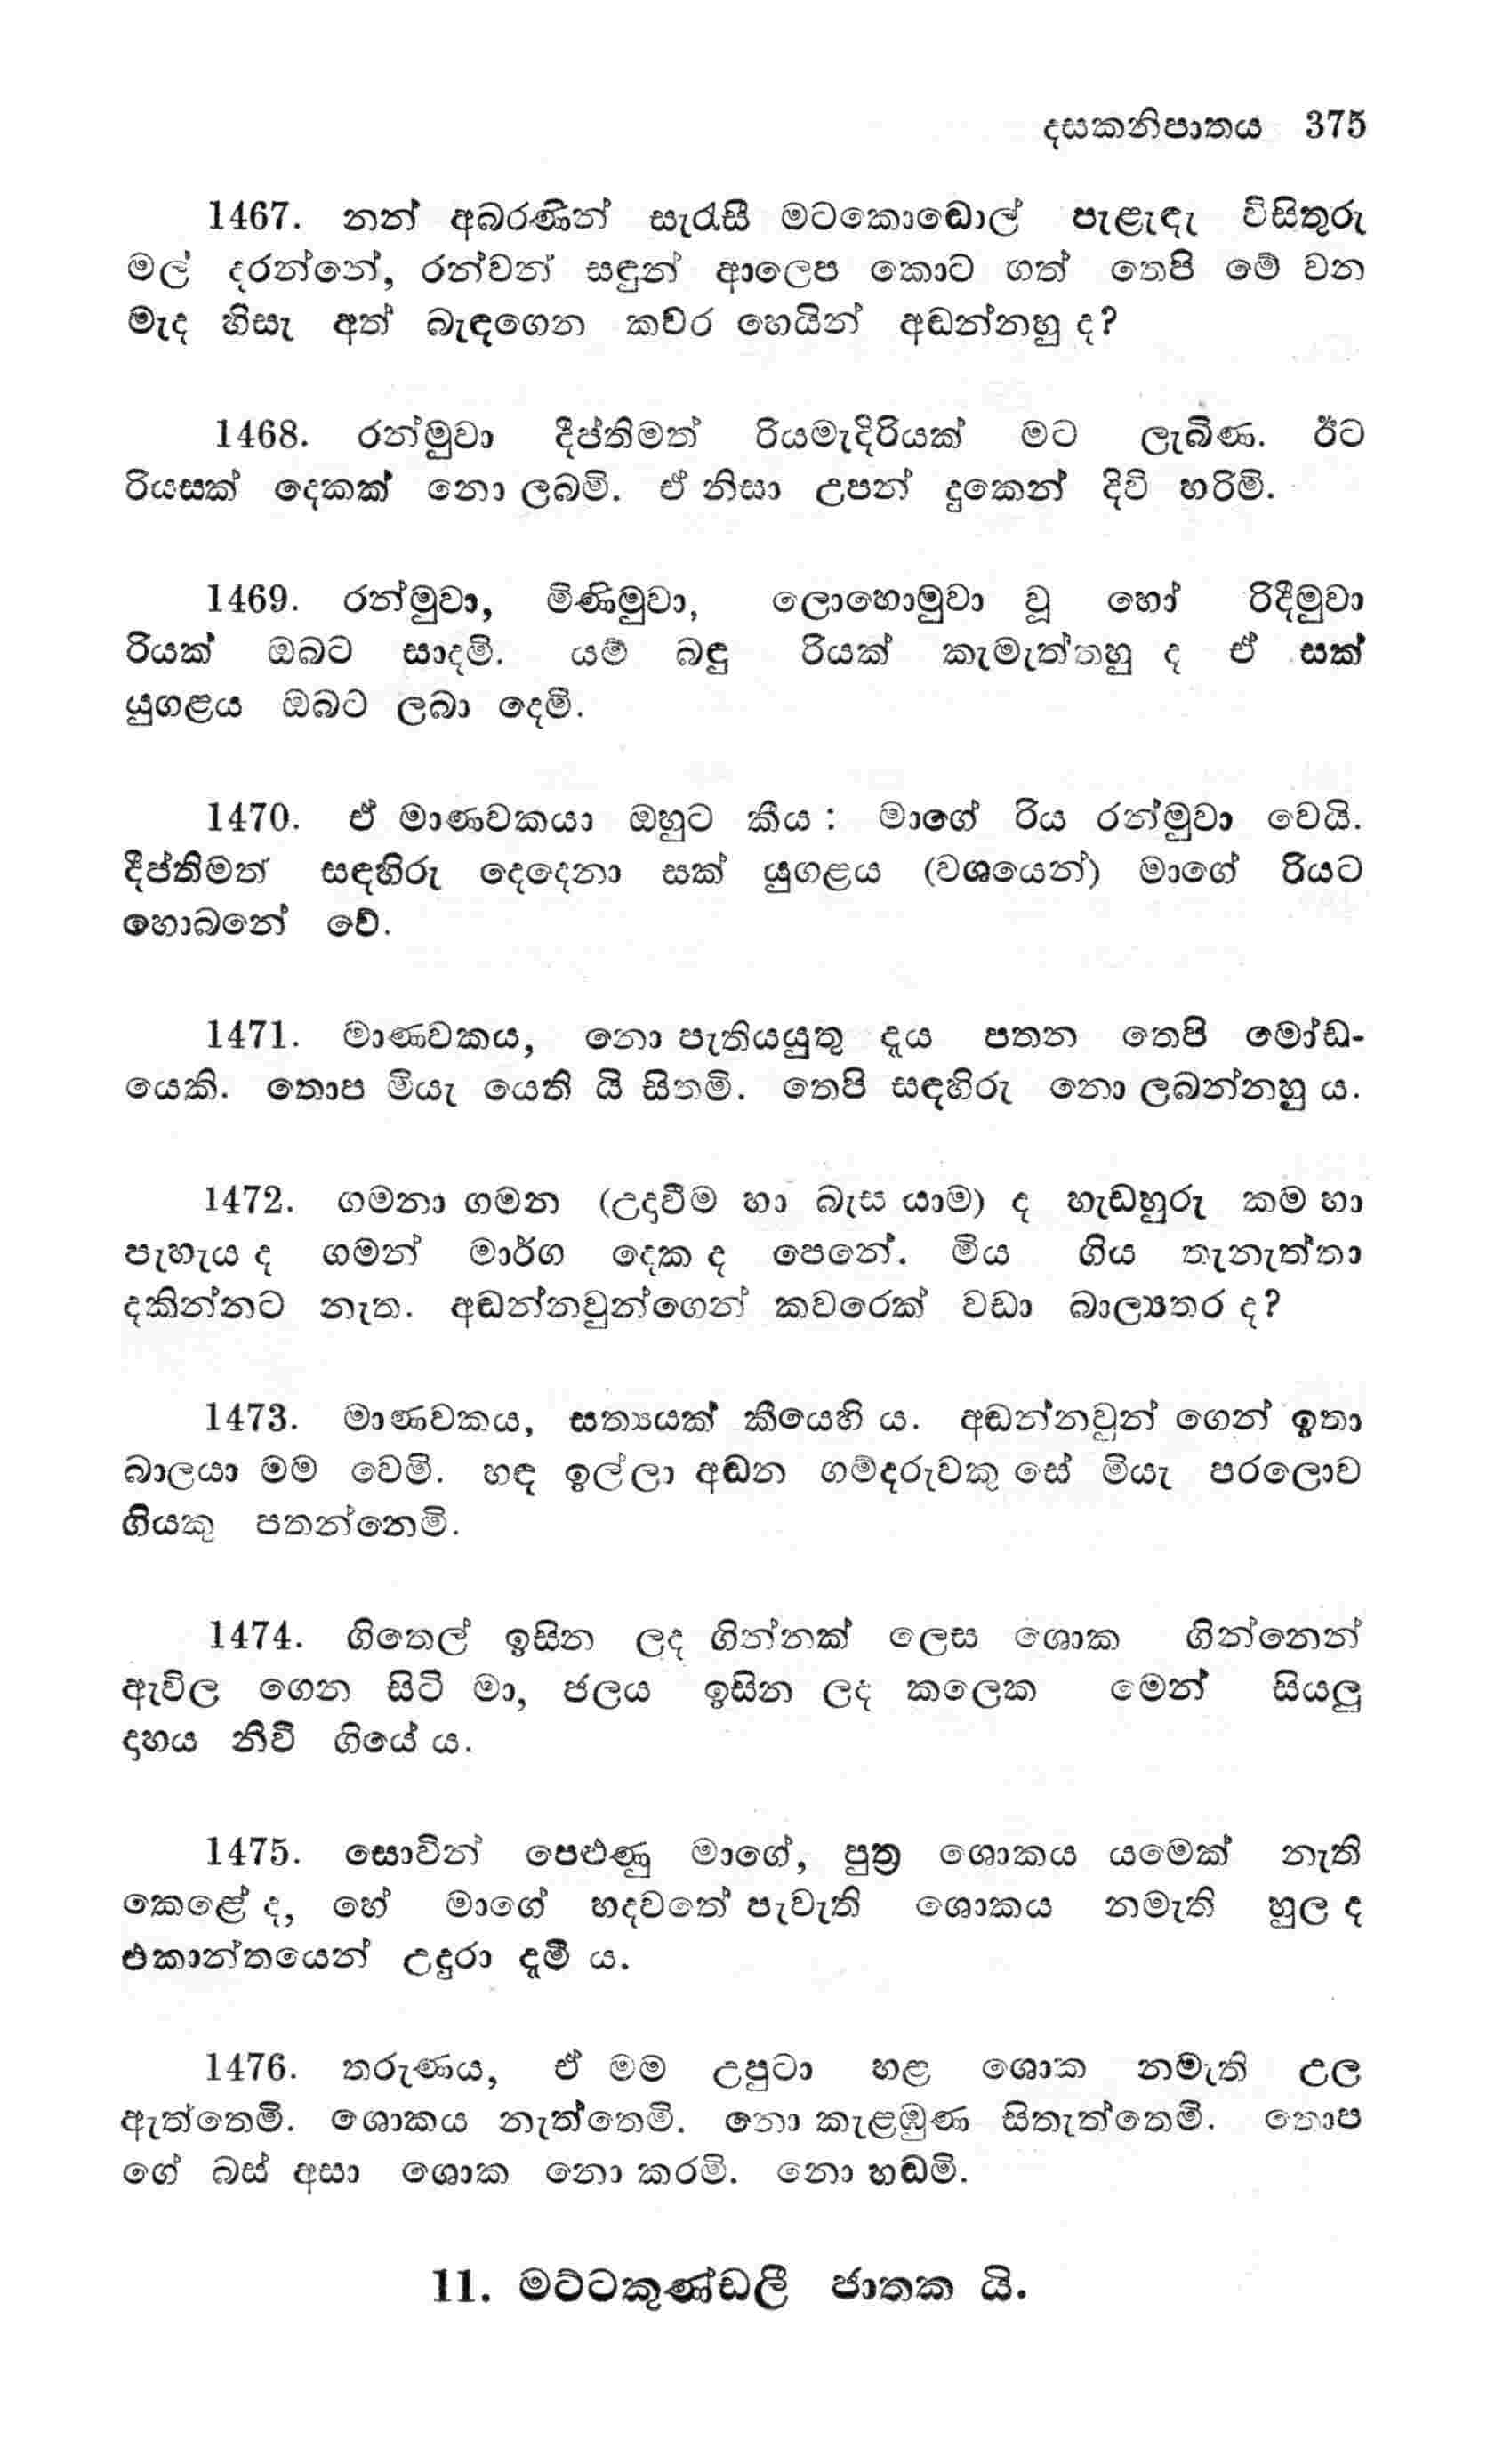 දසකනිපාතය 375
1467. නන් අබරණින් සැරැසී මටකොඬොල් පැළැඳැ විසිතුරු
මල් දරන්නේ, රන්වන් සඳුන් ආලෙප කොට ගත් තෙපි මේ වන
මැද හිසැ අත් බැඳගෙන කවර හෙයින් අඬන්නහු ද?
1468. රන්මුවා දීප්තිමත් රියමැදිරියක් මට ලැබිණ. ඊට
රියසක් දෙකක් නො ලබමි. ඒ නිසා උපන් දුකෙන් දිවි හරිමි.
1469. රන්මුවා, මිණිමුවා, ලොහොමුවා වූ හෝ රිදීමුවා
රියක් ඔබට සාදමි. යම් බඳු රියක් කැමැත්තහු ද ඒ සක්
යුගළය ඔබට ලබා දෙමි.
1470. ඒ මාණවකයා ඔහුට කීය : මාගේ රිය රන්මුවා වෙයි.
දීප්තිමත් සඳහිරු දෙදෙනා සක් යුගළය (වශයෙන්) මාගේ රියට
හොබනේ වේ.
1471. මාණවකය, නො පැතියයුතු දූය පතන තෙපි මෝඩ-
යෙකි. තොප මියැ යෙති යි සිතමි. තෙපි සඳහිරු නො ලබන්නහු ය.
1472. ගමනා ගමන (උදාවීම හා බැස යාම) ද හැඩහුරු කම හා
පැහැය ද ගමන් මාර්ග දෙක ද පෙනේ. මිය ගිය තැනැත්තා
දකින්නට නැත. අඬන්නවුන්ගෙන් කවරෙක් වඩා බාල්‍යතර ද?
1473. මාණවකය, සත්‍යයක් කීයෙහි ය. අඬන්නවුන් ගෙන් ඉතා
බාලයා මම වෙමි. හඳ ඉල්ලා අඬන ගම්දරුවකු සේ මියැ පරලොව
ගියකු පතන්නෙමි.
1474. ගිතෙල් ඉසින ලද ගින්නක් ලෙස ශොක ගින්නෙන්
ඇවිල ගෙන සිටි මා, ජලය ඉසින ලද කලෙක මෙන් සියලු
දාහය නිවී ගියේ ය.
1475. සොවින් පෙළුණු මාගේ, පුත්‍ර ශොකය යමෙක් නැති
කෙළේ ද, හේ මාගේ හදවතේ පැවැති ශොකය නමැති හුල ද
එකාන්තයෙන් උදුරා දැමී ය.
1476. තරුණය, ඒ මම උපුටා හළ ශොක නමැති උල
ඇත්තෙමි. ශොකය නැත්තෙමි. නො කැළඹුණ සිතැත්තෙමි. තොප
ගේ බස් අසා ශොක නො කරමි. නො හඬමි.
11. මට්ටකුණ්ඩලී ජාතක යි.